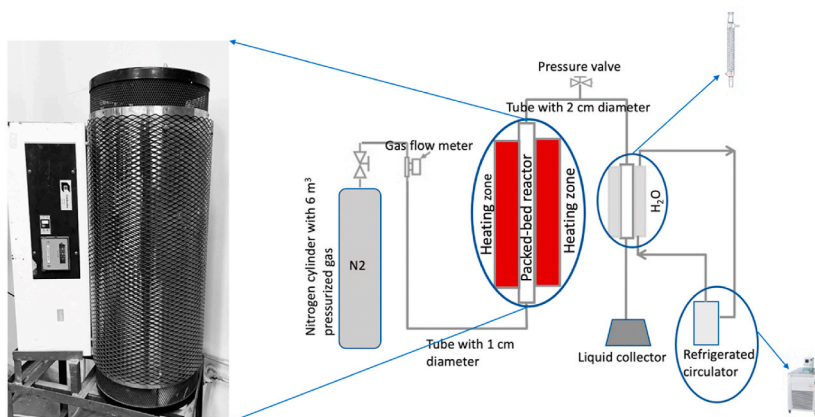 Pressure valve
Tube with 2 cm diameter
Gas flow meter
Nitrogen cylinder with 6 m³
pressurized gas
N2
Heating zone
Packed-bed reactor
Heating zone
H₂O
Tube with 1 cm
diameter
Liquid collector
Refrigerated
circulator